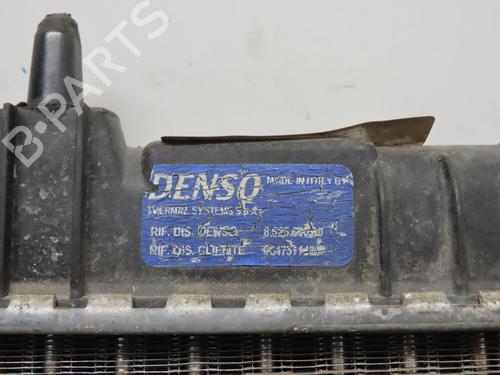 DENSO MADE IN ITALY BY
THERMAL SYSTEMS S.p.A.
RIF. DIS. DENSO
RIF. DIS. CLIENTE
B-PARTS